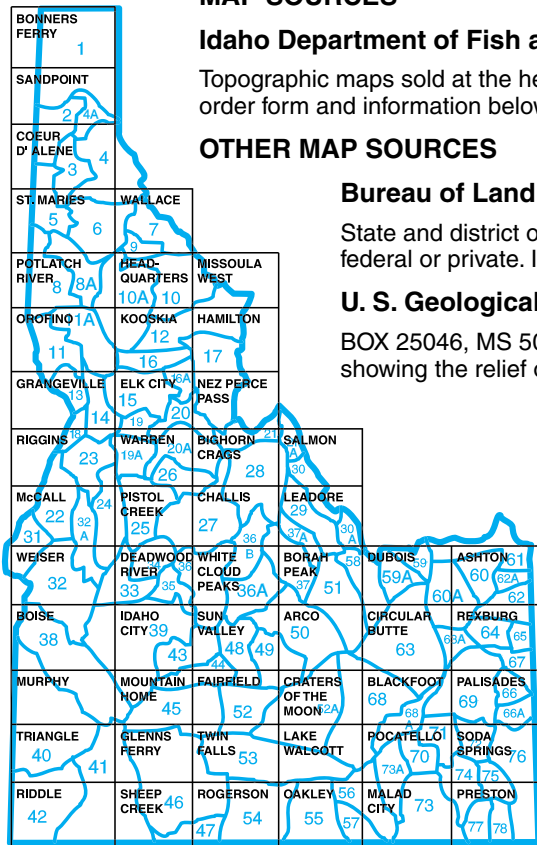 MAP SOURCES
Idaho Department of Fish a
Topographic maps sold at the he
order form and information below
OTHER MAP SOURCES
Bureau of Land
State and district o
federal or private. I
U. S. Geological
BOX 25046, MS 50
showing the relief o
BONNERS
FERRY
1
SANDPOINT
2 4A
COEUR
D' ALENE 4
3
ST. MARIES WALLACE
5 6 7
9
POTLATCH HEAD- MISSOULA
RIVER QUARTERS WEST
8 8A 10A 10
OROFINO 1A KOOSKIA HAMILTON
12
11 16 17
GRANGEVILLE ELK CITY 16A NEZ PERCE
13 15 PASS
14 19 20
RIGGINS 18 WARREN BIGHORN 21 SALMON
19A 20A CRAGS A
23 26 28 30
McCALL PISTOL CHALLIS LEADORE
22 24 CREEK 29
32 25 27 36 37A 30
31 A B A
WEISER DEADWOOD WHITE BORAH 58 DUBOIS 59 ASHTON 61
34 36 RIVER CLOUD PEAK 59A 60 62A
32 33 35 PEAKS 36A 37 51 60A 62
BOISE IDAHO SUN ARCO CIRCULAR REXBURG
38 CITY 39 VALLEY 50 BUTTE 64 65
43 48 49 63 63A
44 67
MURPHY MOUNTAIN FAIRFIELD CRATERS BLACKFOOT PALISADES
HOME OF THE 68 69 66
45 52 MOON 52A 68 66A
A
TRIANGLE GLENNS TWIN LAKE POCATELLO 71 SODA
40 FERRY FALLS WALCOTT 70 SPRINGS 76
41 53 73A 74 75
RIDDLE SHEEP 46 ROGERSON OAKLEY 56 MALAD 73 PRESTON
42 CREEK 47 54 55 57 CITY 77 78